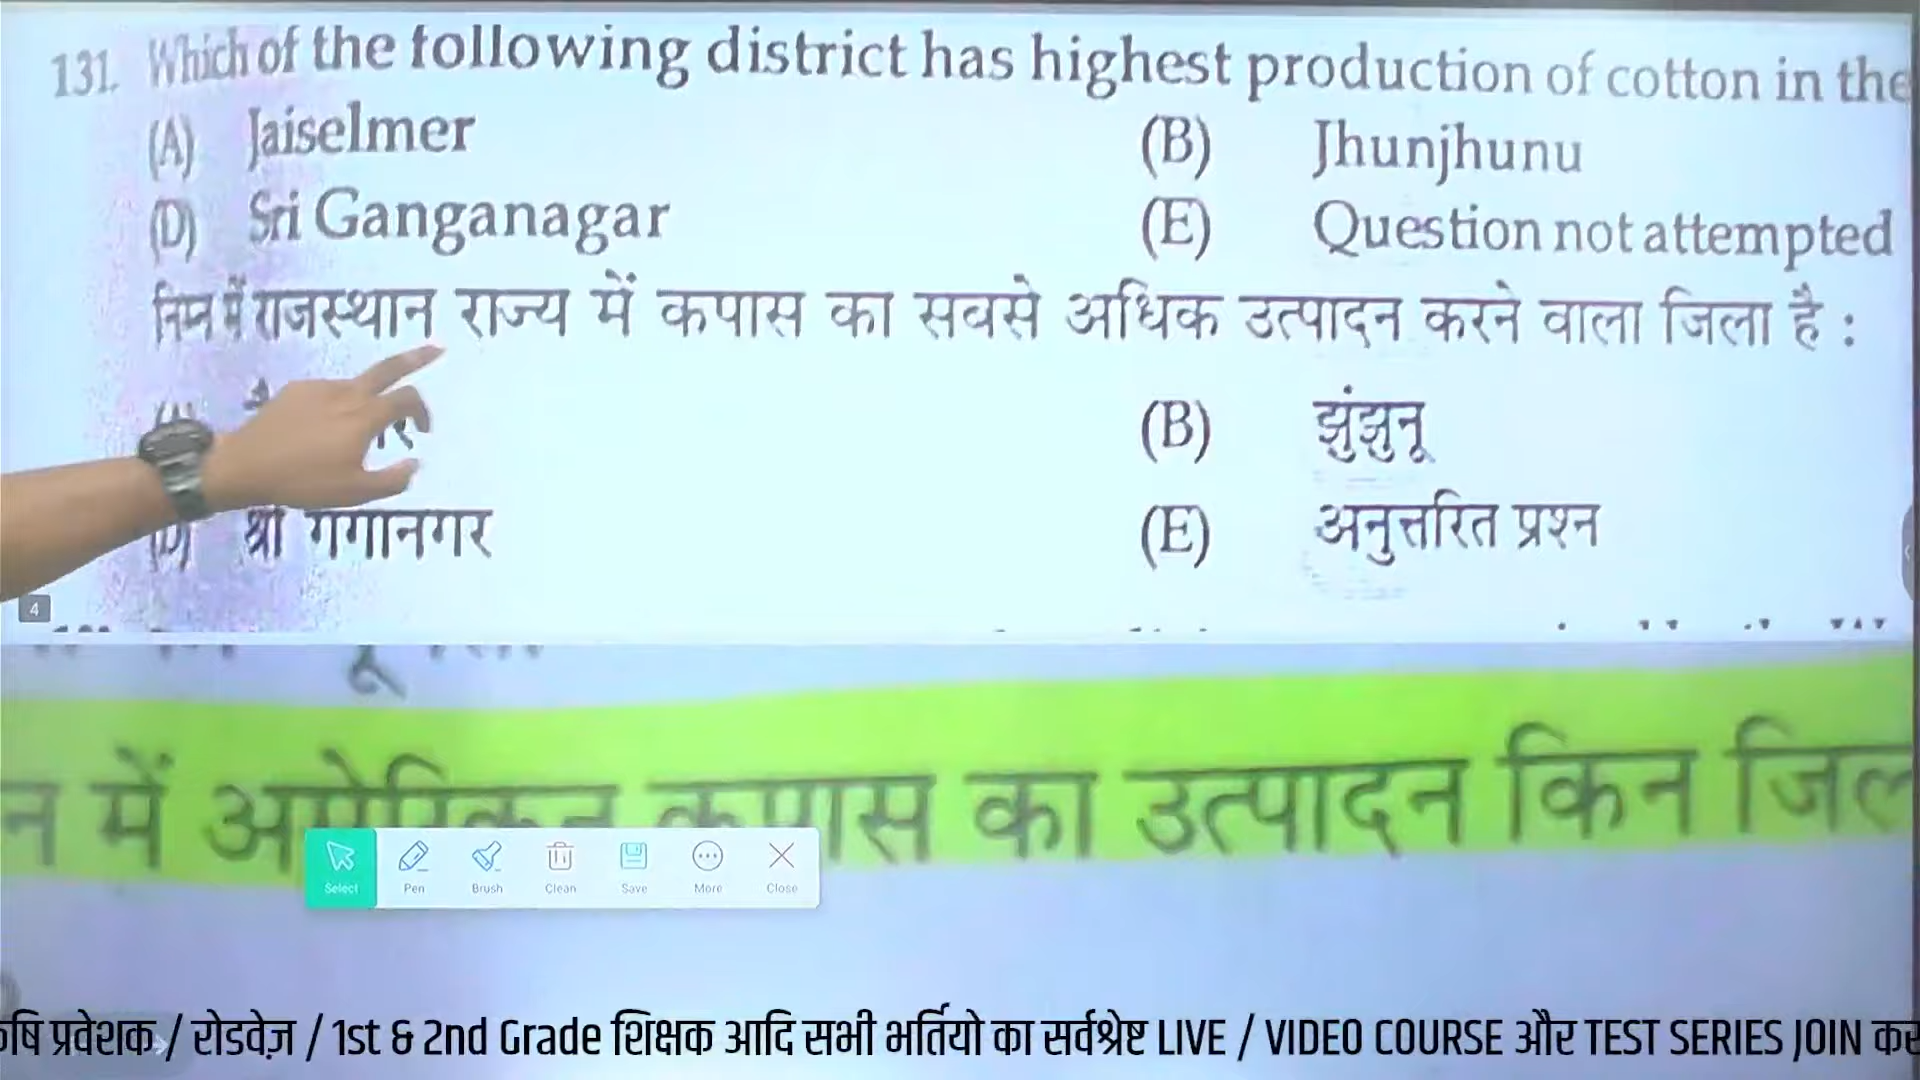 131. Which of the following district has highest production of cotton in the
(A) Jaiselmer (B) Jhunjhunu
(D) Sri Ganganagar (E) Question not attempted
निम्न में राजस्थान राज्य में कपास का सबसे अधिक उत्पादन करने वाला जिला है :
(B) झुंझुनू
(D) श्री गंगानगर (E) अनुत्तरित प्रश्न
4
में अमेरिकन कपास का उत्पादन किन
Select Pen Brush Clean Save More Close
प्रवेशक / रोडवेज़ / 1st & 2nd Grade शिक्षक आदि सभी भर्तियो का सर्वश्रेष्ट LIVE / VIDEO COURSE और TEST SERIES JOIN